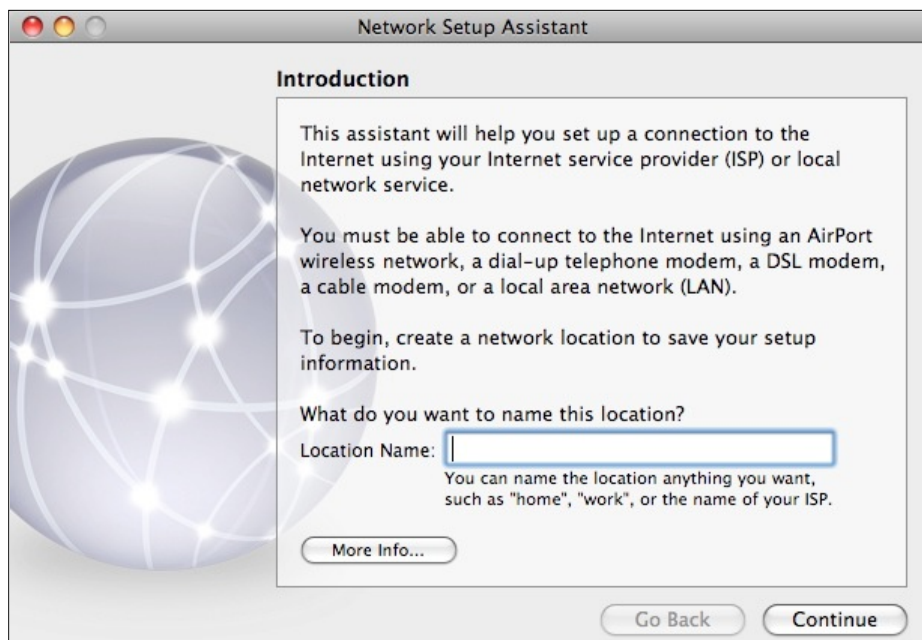 Network Setup Assistant
Introduction
This assistant will help you set up a connection to the
Internet using your Internet service provider (ISP) or local
network service.
You must be able to connect to the Internet using an AirPort
wireless network, a dial-up telephone modem, a DSL modem,
a cable modem, or a local area network (LAN).
To begin, create a network location to save your setup
information.
What do you want to name this location?
Location Name:
You can name the location anything you want,
such as "home", "work", or the name of your ISP.
More Info...
Go Back Continue